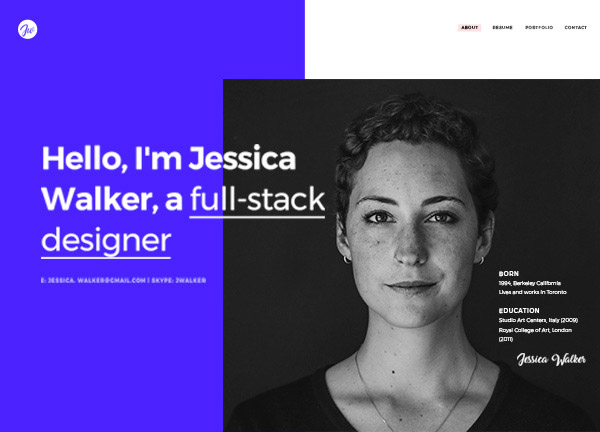 Jw
ABOUT RESUME PORTFOLIO CONTACT
Hello, I'm Jessica
Walker, a full-stack
designer
E: JESSICA. WALKER@GMAIL.COM | SKYPE: JWALKER
BORN
1994, Berkeley California
Lives and works in Toronto
EDUCATION
Studio Art Centers, Italy (2009)
Royal College of Art, London
(2011)
Jessica Walker